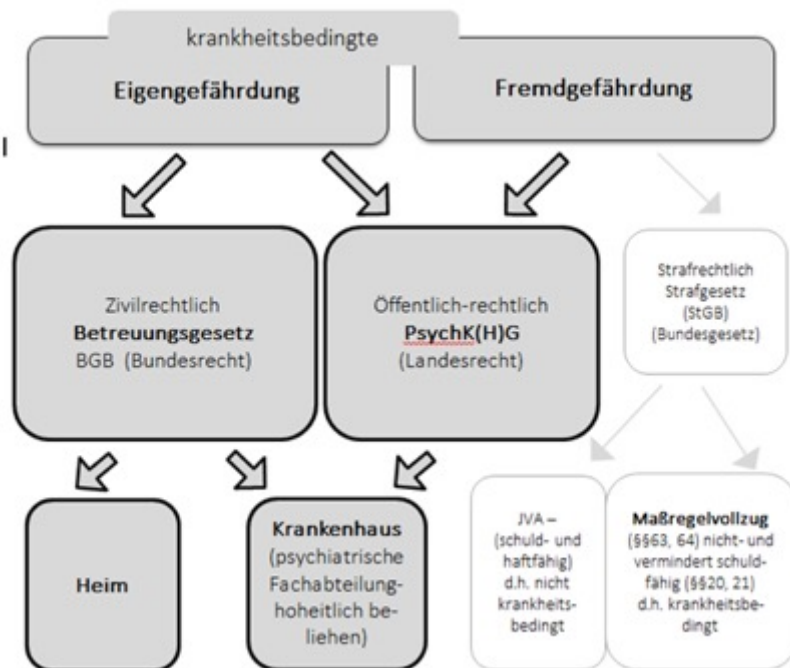 krankheitsbedingte
Eigengefährdung
Fremdgefährdung
l
Zivilrechtlich
Betreuungsgesetz
BGB (Bundesrecht)
Öffentlich-rechtlich
PsychK(H)G
(Landesrecht)
Strafrechtlich
Strafgesetz
(StGB)
(Bundesgesetz)
Heim
Krankenhaus
(psychiatrische
Fachabteilung-
hoheitlich be-
liehen)
JVA –
(schuld- und
haftfähig)
d.h. nicht
krankheits-
bedingt
Maßregelvollzug
(§§63, 64) nicht- und
vermindert schuld-
fähig (§§20, 21)
d.h. krankheitsbe-
dingt